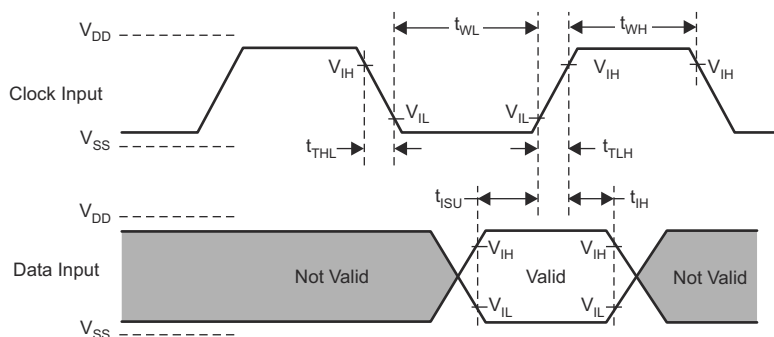 V_DD
t_WL
t_WH
V_IH
V_IH
V_IH
Clock Input
V_IL
V_IL
V_SS
t_THL
t_TLH
t_ISU
t_IH
V_DD
V_IH
V_IH
Data Input
Not Valid
Valid
Not Valid
V_IL
V_IL
V_SS